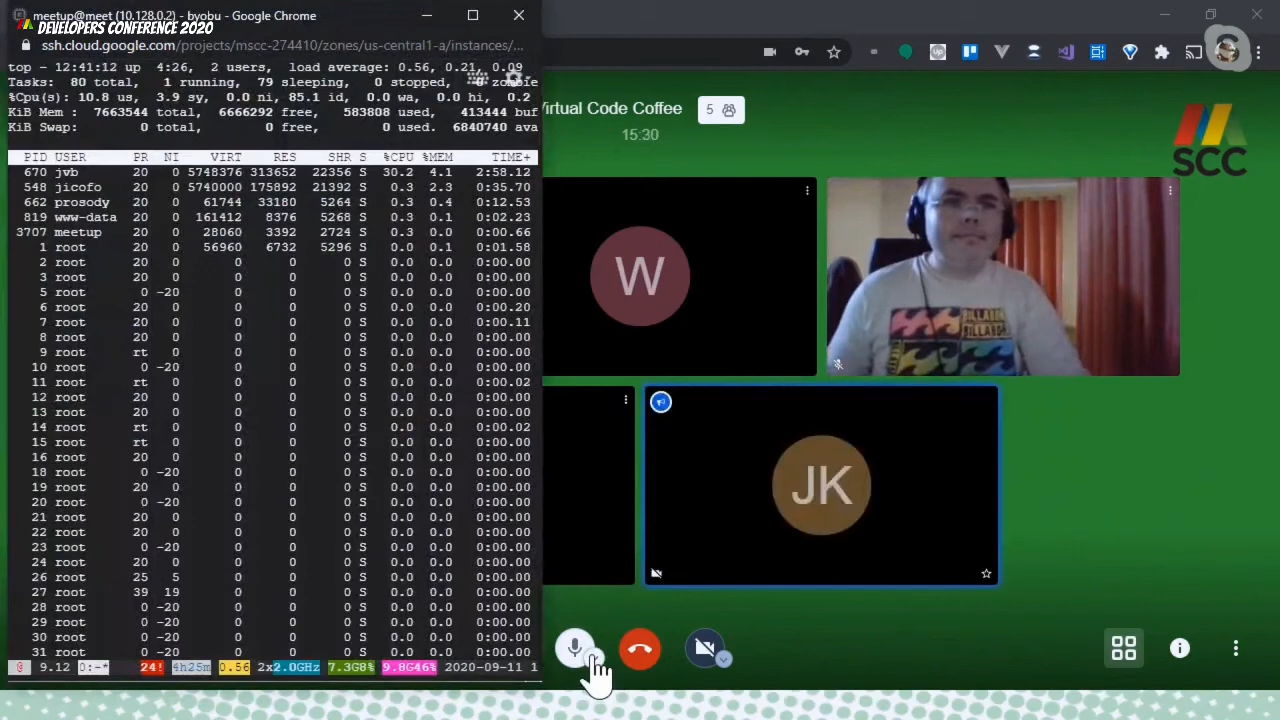 meetup@meet (10.128.0.2) - byobu - Google Chrome
DEVELOPERS CONFERENCE 2020
ssh.cloud.google.com/projects/mscc-274410/zones/us-central1-a/instances/...
top - 12:41:12 up 4:26, 2 users, load average: 0.56, 0.21, 0.09
Tasks: 80 total, 1 running, 79 sleeping, 0 stopped, 0 zombie
%Cpu(s): 10.8 us, 3.9 sy, 0.0 ni, 85.1 id, 0.0 wa, 0.0 hi, 0.2
KiB Mem : 7663544 total, 6666292 free, 583808 used, 413444 buf
KiB Swap: 0 total, 0 free, 0 used. 6840740 ava
PID USER PR NI VIRT RES SHR S %CPU %MEM TIME+
670 jvb 20 0 5748376 313652 22356 S 30.2 4.1 2:58.12
548 jicofo 20 0 5740000 175892 21392 S 0.3 2.3 0:35.70
662 prosody 20 0 61744 33180 5264 S 0.3 0.4 0:12.53
819 www-data 20 0 161412 8376 5268 S 0.3 0.1 0:02.23
3707 meetup 20 0 28060 3392 2724 S 0.3 0.0 0:00.66
1 root 20 0 56960 6732 5296 S 0.0 0.1 0:01.58
2 root 20 0 0 0 0 S 0.0 0.0 0:00.00
3 root 20 0 0 0 0 S 0.0 0.0 0:00.00
5 root 0 -20 0 0 0 S 0.0 0.0 0:00.00
6 root 20 0 0 0 0 S 0.0 0.0 0:00.20
7 root 20 0 0 0 0 S 0.0 0.0 0:00.11
8 root 20 0 0 0 0 S 0.0 0.0 0:00.00
9 root rt 0 0 0 0 S 0.0 0.0 0:00.00
10 root 0 -20 0 0 0 S 0.0 0.0 0:00.00
11 root rt 0 0 0 0 S 0.0 0.0 0:00.02
12 root 20 0 0 0 0 S 0.0 0.0 0:00.00
13 root 20 0 0 0 0 S 0.0 0.0 0:00.00
14 root rt 0 0 0 0 S 0.0 0.0 0:00.02
15 root rt 0 0 0 0 S 0.0 0.0 0:00.00
16 root 20 0 0 0 0 S 0.0 0.0 0:00.00
18 root 0 -20 0 0 0 S 0.0 0.0 0:00.00
19 root 20 0 0 0 0 S 0.0 0.0 0:00.00
20 root 0 -20 0 0 0 S 0.0 0.0 0:00.00
21 root 20 0 0 0 0 S 0.0 0.0 0:00.00
22 root 20 0 0 0 0 S 0.0 0.0 0:00.00
23 root 0 -20 0 0 0 S 0.0 0.0 0:00.00
24 root 20 0 0 0 0 S 0.0 0.0 0:00.00
26 root 25 5 0 0 0 S 0.0 0.0 0:00.00
27 root 39 19 0 0 0 S 0.0 0.0 0:00.00
28 root 0 -20 0 0 0 S 0.0 0.0 0:00.00
29 root 0 -20 0 0 0 S 0.0 0.0 0:00.00
30 root 0 -20 0 0 0 S 0.0 0.0 0:00.00
31 root 0 -20 0 0 0 S 0.0 0.0 0:00.00
@ 9.12 0:-* 24! 4h25m 0.56 2x2.0GHz 7.3G8% 9.8G46% 2020-09-11 1
Virtual Code Coffee 5
15:30
SCC
W
BILLABONG
JK